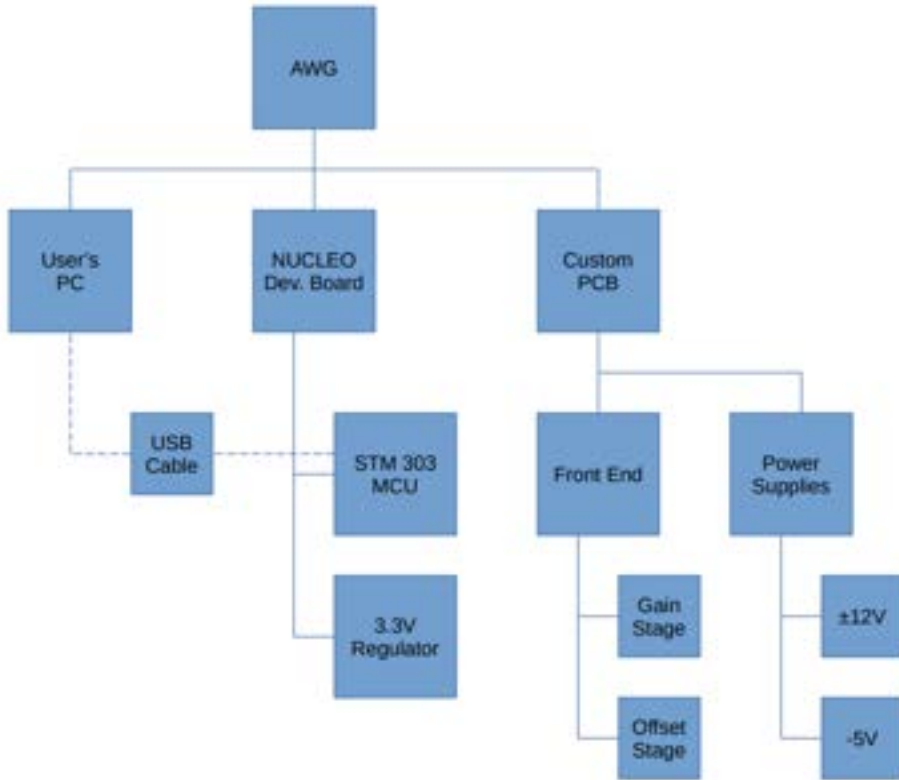 AWG
User's
PC
NUCLEO
Dev. Board
Custom
PCB
USB
Cable
STM 303
MCU
Front End
Power
Supplies
3.3V
Regulator
Gain
Stage
±12V
Offset
Stage
-5V